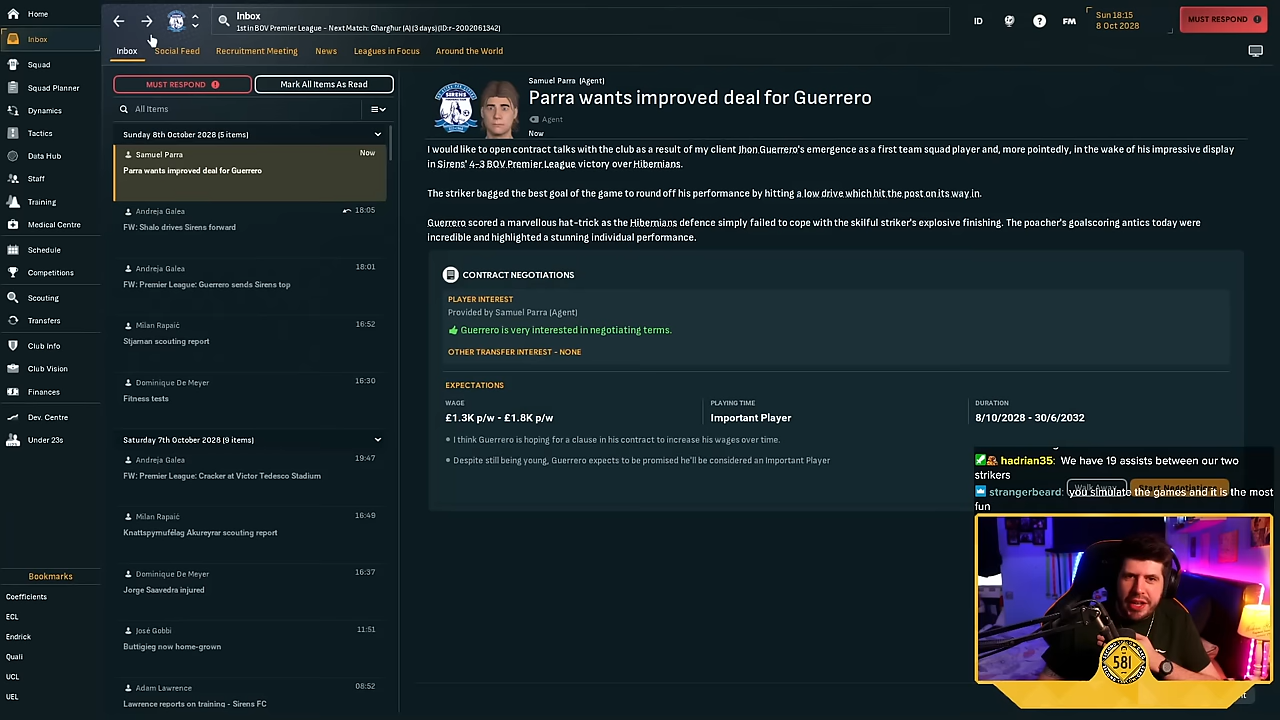 Home
Inbox
Squad
Squad Planner
Dynamics
Tactics
Data Hub
Staff
Training
Medical Centre
Schedule
Competitions
Scouting
Transfers
Club Info
Club Vision
Finances
Dev. Centre
Under 23s
Bookmarks
Coefficients
ECL
Endrick
Quali
UCL
UEL
Inbox
1st in BOV Premier League - Next Match: Għargħur (A) (3 days) (ID:r-2002061342)
ID
?
FM
Sun 18:15
8 Oct 2028
MUST RESPOND
Inbox
Social Feed
Recruitment Meeting
News
Leagues in Focus
Around the World
MUST RESPOND
Mark All Items As Read
All Items
Sunday 8th October 2028 (5 items)
Samuel Parra
Now
Parra wants improved deal for Guerrero
Andreja Galea
18:05
FW: Shalo drives Sirens forward
Andreja Galea
18:01
FW: Premier League: Guerrero sends Sirens top
Milan Rapaić
16:52
Stjarnan scouting report
Dominique De Meyer
16:30
Fitness tests
Saturday 7th October 2028 (9 items)
Andreja Galea
19:47
FW: Premier League: Cracker at Victor Tedesco Stadium
Milan Rapaić
16:49
Knattspyrnufélag Akureyrar scouting report
Dominique De Meyer
16:37
Jorge Saavedra injured
José Gobbi
11:51
Buttigieg now home-grown
Adam Lawrence
08:52
Lawrence reports on training - Sirens FC
SIRENS
Samuel Parra (Agent)
Parra wants improved deal for Guerrero
Agent
Now
I would like to open contract talks with the club as a result of my client Jhon Guerrero's emergence as a first team squad player and, more pointedly, in the wake of his impressive display
in Sirens' 4-3 BOV Premier League victory over Hibernians.
The striker bagged the best goal of the game to round off his performance by hitting a low drive which hit the post on its way in.
Guerrero scored a marvellous hat-trick as the Hibernians defence simply failed to cope with the skilful striker's explosive finishing. The poacher's goalscoring antics today were
incredible and highlighted a stunning individual performance.
CONTRACT NEGOTIATIONS
PLAYER INTEREST
Provided by Samuel Parra (Agent)
Guerrero is very interested in negotiating terms.
OTHER TRANSFER INTEREST - NONE
EXPECTATIONS
WAGE
£1.3K p/w - £1.8K p/w
PLAYING TIME
Important Player
DURATION
8/10/2028 - 30/6/2032
I think Guerrero is hoping for a clause in his contract to increase his wages over time.
Despite still being young, Guerrero expects to be promised he'll be considered an Important Player
Walk Away
Start Negotiations
hadrian35: We have 19 assists between our two
strikers
strangerbeard: you simulate the games and it is the most
fun
581